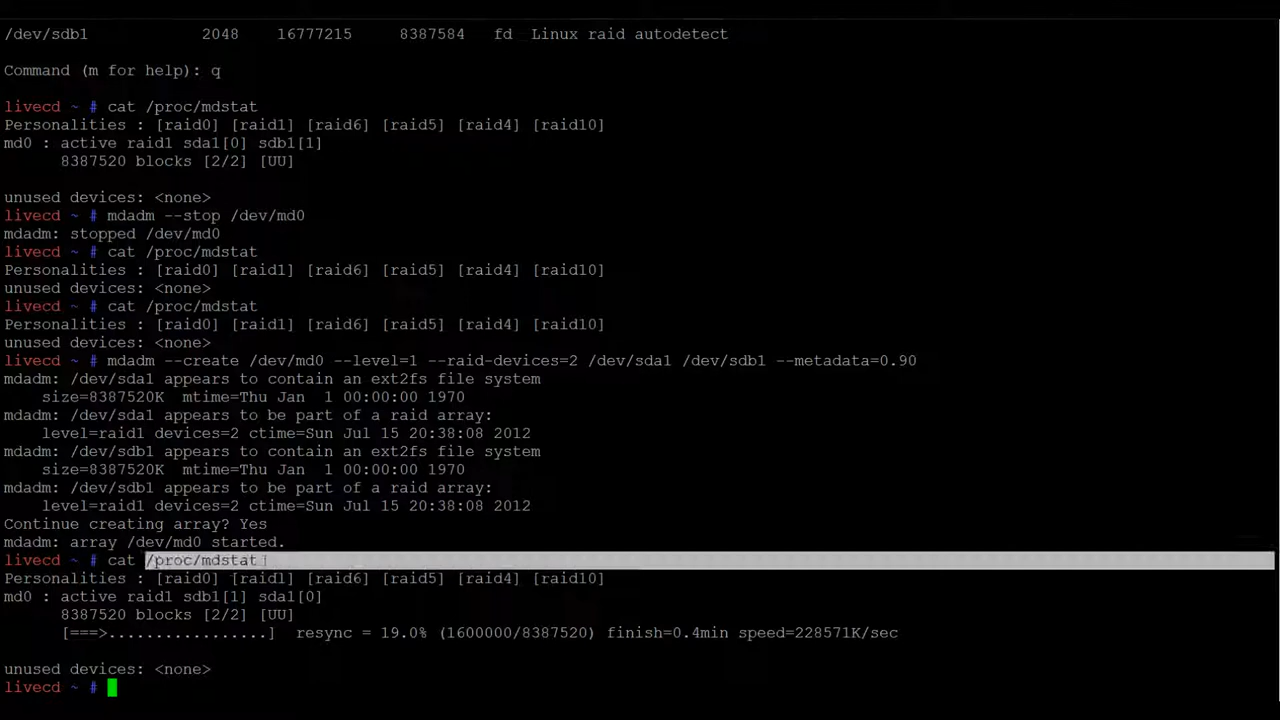 /dev/sdb1            2048    16777215     8387584   fd  Linux raid autodetect
Command (m for help): q
livecd ~ # cat /proc/mdstat
Personalities : [raid0] [raid1] [raid6] [raid5] [raid4] [raid10]
md0 : active raid1 sda1[0] sdb1[1]
      8387520 blocks [2/2] [UU]
unused devices: <none>
livecd ~ # mdadm --stop /dev/md0
mdadm: stopped /dev/md0
livecd ~ # cat /proc/mdstat
Personalities : [raid0] [raid1] [raid6] [raid5] [raid4] [raid10]
unused devices: <none>
livecd ~ # cat /proc/mdstat
Personalities : [raid0] [raid1] [raid6] [raid5] [raid4] [raid10]
unused devices: <none>
livecd ~ # mdadm --create /dev/md0 --level=1 --raid-devices=2 /dev/sda1 /dev/sdb1 --metadata=0.90
mdadm: /dev/sda1 appears to contain an ext2fs file system
    size=8387520K  mtime=Thu Jan  1 00:00:00 1970
mdadm: /dev/sda1 appears to be part of a raid array:
    level=raid1 devices=2 ctime=Sun Jul 15 20:38:08 2012
mdadm: /dev/sdb1 appears to contain an ext2fs file system
    size=8387520K  mtime=Thu Jan  1 00:00:00 1970
mdadm: /dev/sdb1 appears to be part of a raid array:
    level=raid1 devices=2 ctime=Sun Jul 15 20:38:08 2012
Continue creating array? Yes
mdadm: array /dev/md0 started.
livecd ~ # cat /proc/mdstat
Personalities : [raid0] [raid1] [raid6] [raid5] [raid4] [raid10]
md0 : active raid1 sdb1[1] sda1[0]
      8387520 blocks [2/2] [UU]
      [===>.................]  resync = 19.0% (1600000/8387520) finish=0.4min speed=228571K/sec
unused devices: <none>
livecd ~ #